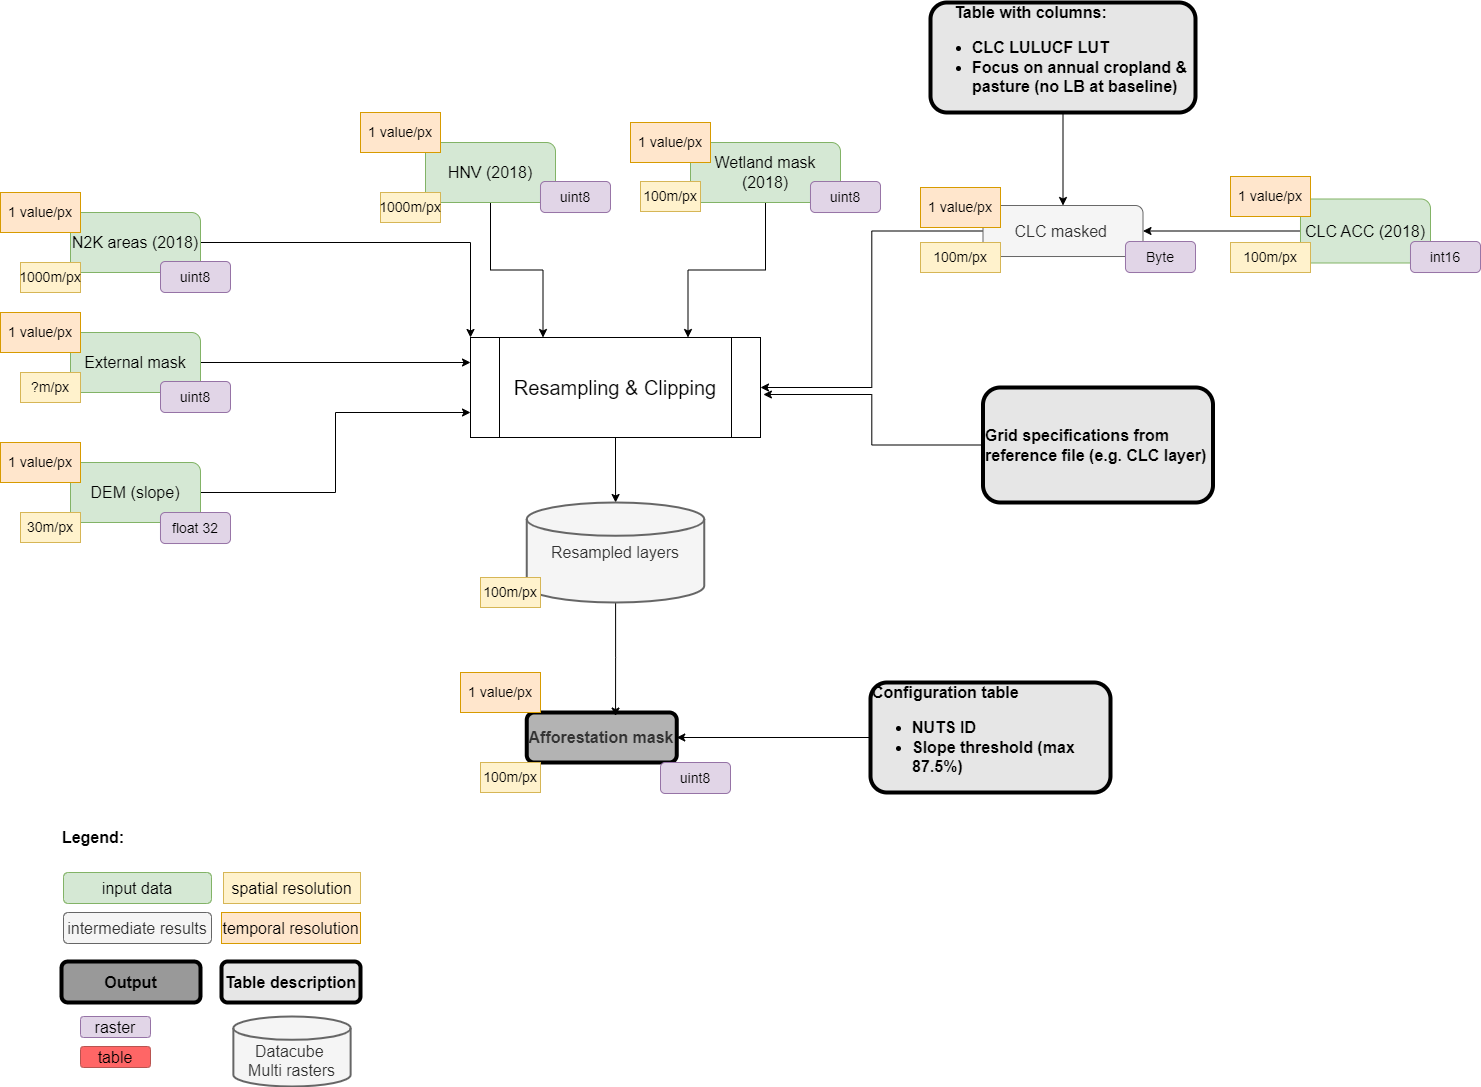 Table with columns:
• CLC LULUCF LUT
• Focus on annual cropland &
pasture (no LB at baseline)
1 value/px
HNV (2018)
1000m/px
uint8
1 value/px
Wetland mask
(2018)
100m/px
uint8
1 value/px
N2K areas (2018)
1000m/px
uint8
1 value/px
CLC masked
100m/px
Byte
1 value/px
CLC ACC (2018)
100m/px
int16
1 value/px
External mask
?m/px
uint8
Resampling & Clipping
Grid specifications from
reference file (e.g. CLC layer)
1 value/px
DEM (slope)
30m/px
float 32
Resampled layers
100m/px
1 value/px
Afforestation mask
100m/px
uint8
Configuration table
• NUTS ID
• Slope threshold (max
87.5%)
Legend:
input data
spatial resolution
intermediate results
temporal resolution
Output
Table description
raster
table
Datacube
Multi rasters